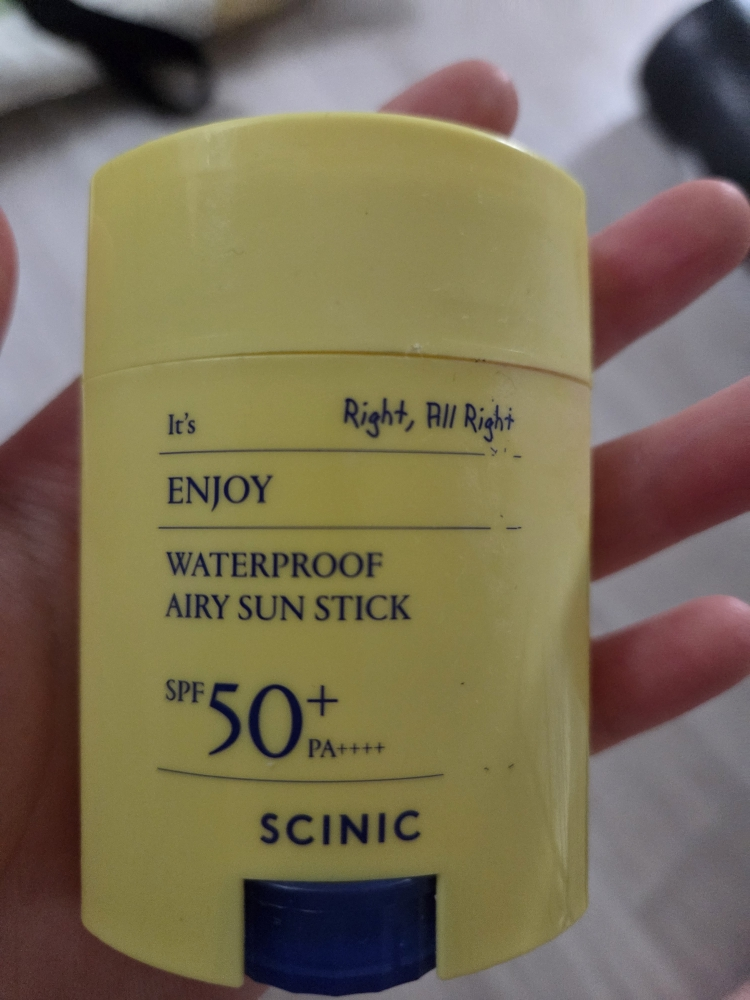 It's Right, All Right
ENJOY
WATERPROOF
AIRY SUN STICK
SPF 50+ PA++++
SCINIC